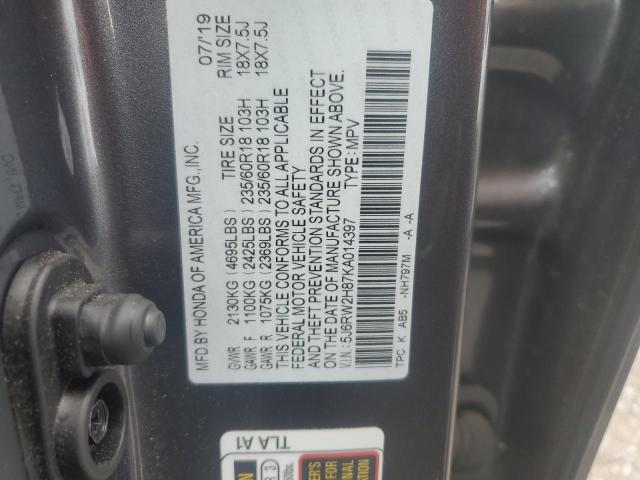 MFD.BY HONDA OF AMERICA MFG.,INC. 07/'19
GVWR 2130KG (4695LBS) TIRE SIZE RIM SIZE
GAWR F 1100KG (2425LBS) 235/60R18 103H 18X7.5J
GAWR R 1075KG (2369LBS) 235/60R18 103H 18X7.5J
THIS VEHICLE CONFORMS TO ALL APPLICABLE
FEDERAL MOTOR VEHICLE SAFETY
AND THEFT PREVENTION STANDARDS IN EFFECT
ON THE DATE OF MANUFACTURE SHOWN ABOVE.
V.I.N.: 5J6RW2H87KA014397 TYPE: MPV
TPC K AB5 -NH797M -A -A
TLA A1